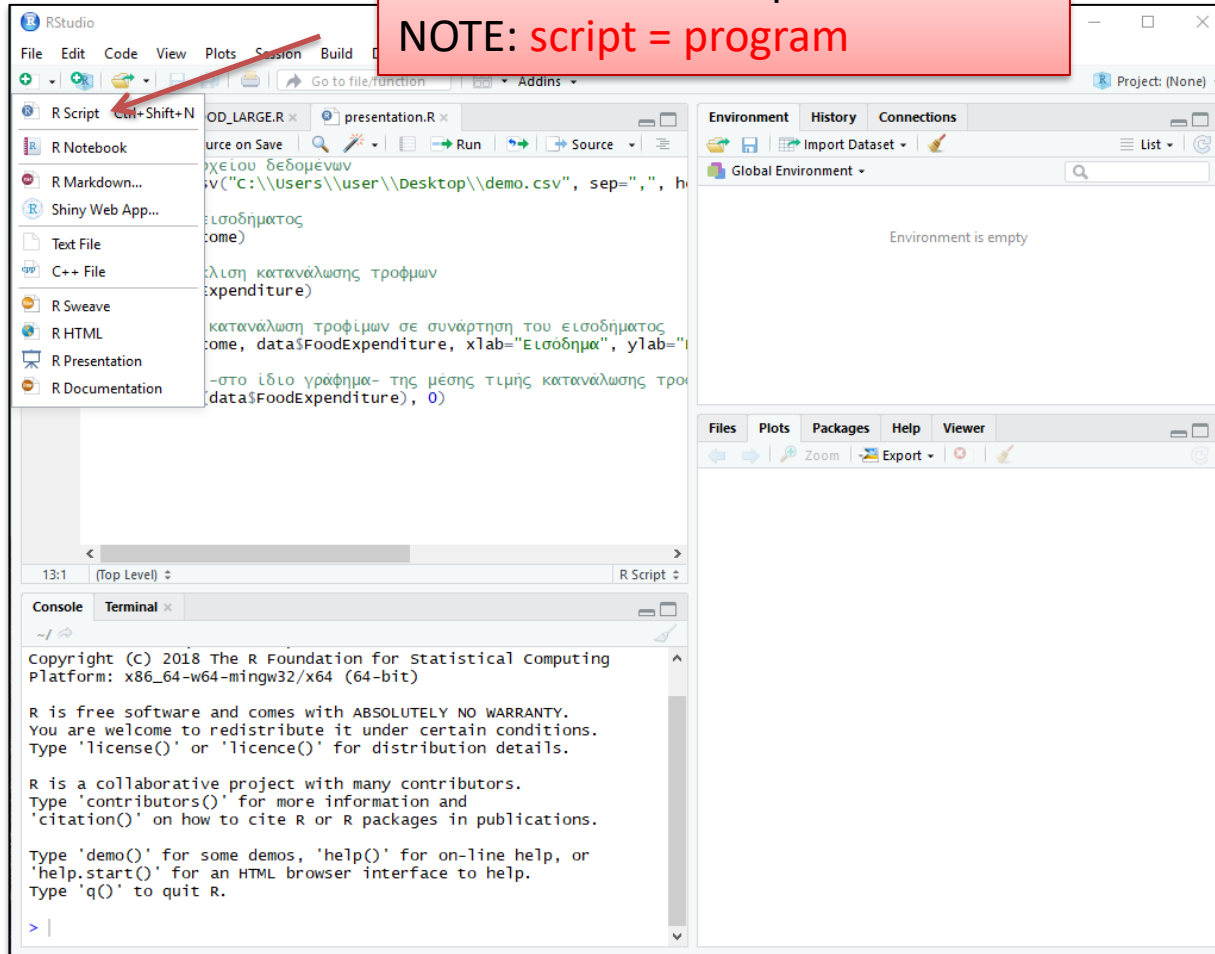 RStudio
NOTE: script = program
File Edit Code View Plots Session Build
Go to file/function Addins Project: (None)
R Script Ctrl+Shift+N
R Notebook
R Markdown...
Shiny Web App...
Text File
C++ File
R Sweave
R HTML
R Presentation
R Documentation
OOD_LARGE.R × presentation.R ×
urce on Save Run Source
χείου δεδομένων
sv("C:\\Users\\user\\Desktop\\demo.csv", sep=",", h
εισοδήματος
come)
κλιση κατανάλωσης τροφμων
Expenditure)
κατανάλωση τροφίμων σε συνάρτηση του εισοδήματος
come, data$FoodExpenditure, xlab="Εισόδημα", ylab="
-στο ίδιο γράφημα- της μέσης τιμής κατανάλωσης τρο
(data$FoodExpenditure), 0)
13:1 (Top Level) R Script
Console Terminal ×
~/
Copyright (C) 2018 The R Foundation for Statistical Computing
Platform: x86_64-w64-mingw32/x64 (64-bit)
R is free software and comes with ABSOLUTELY NO WARRANTY.
You are welcome to redistribute it under certain conditions.
Type 'license()' or 'licence()' for distribution details.
R is a collaborative project with many contributors.
Type 'contributors()' for more information and
'citation()' on how to cite R or R packages in publications.
Type 'demo()' for some demos, 'help()' for on-line help, or
'help.start()' for an HTML browser interface to help.
Type 'q()' to quit R.
>
Environment History Connections
Import Dataset List
Global Environment
Environment is empty
Files Plots Packages Help Viewer
Zoom Export